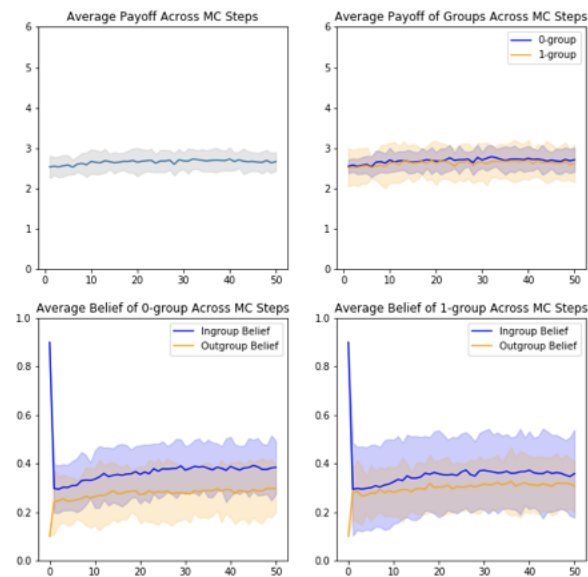 Average Payoff Across MC Steps
6
5
4
3
2
1
0
0 10 20 30 40 50
Average Payoff of Groups Across MC Steps
0-group
1-group
6
5
4
3
2
1
0
0 10 20 30 40 50
Average Belief of 0-group Across MC Steps
Ingroup Belief
Outgroup Belief
1.0
0.8
0.6
0.4
0.2
0.0
0 10 20 30 40 50
Average Belief of 1-group Across MC Steps
Ingroup Belief
Outgroup Belief
1.0
0.8
0.6
0.4
0.2
0.0
0 10 20 30 40 50